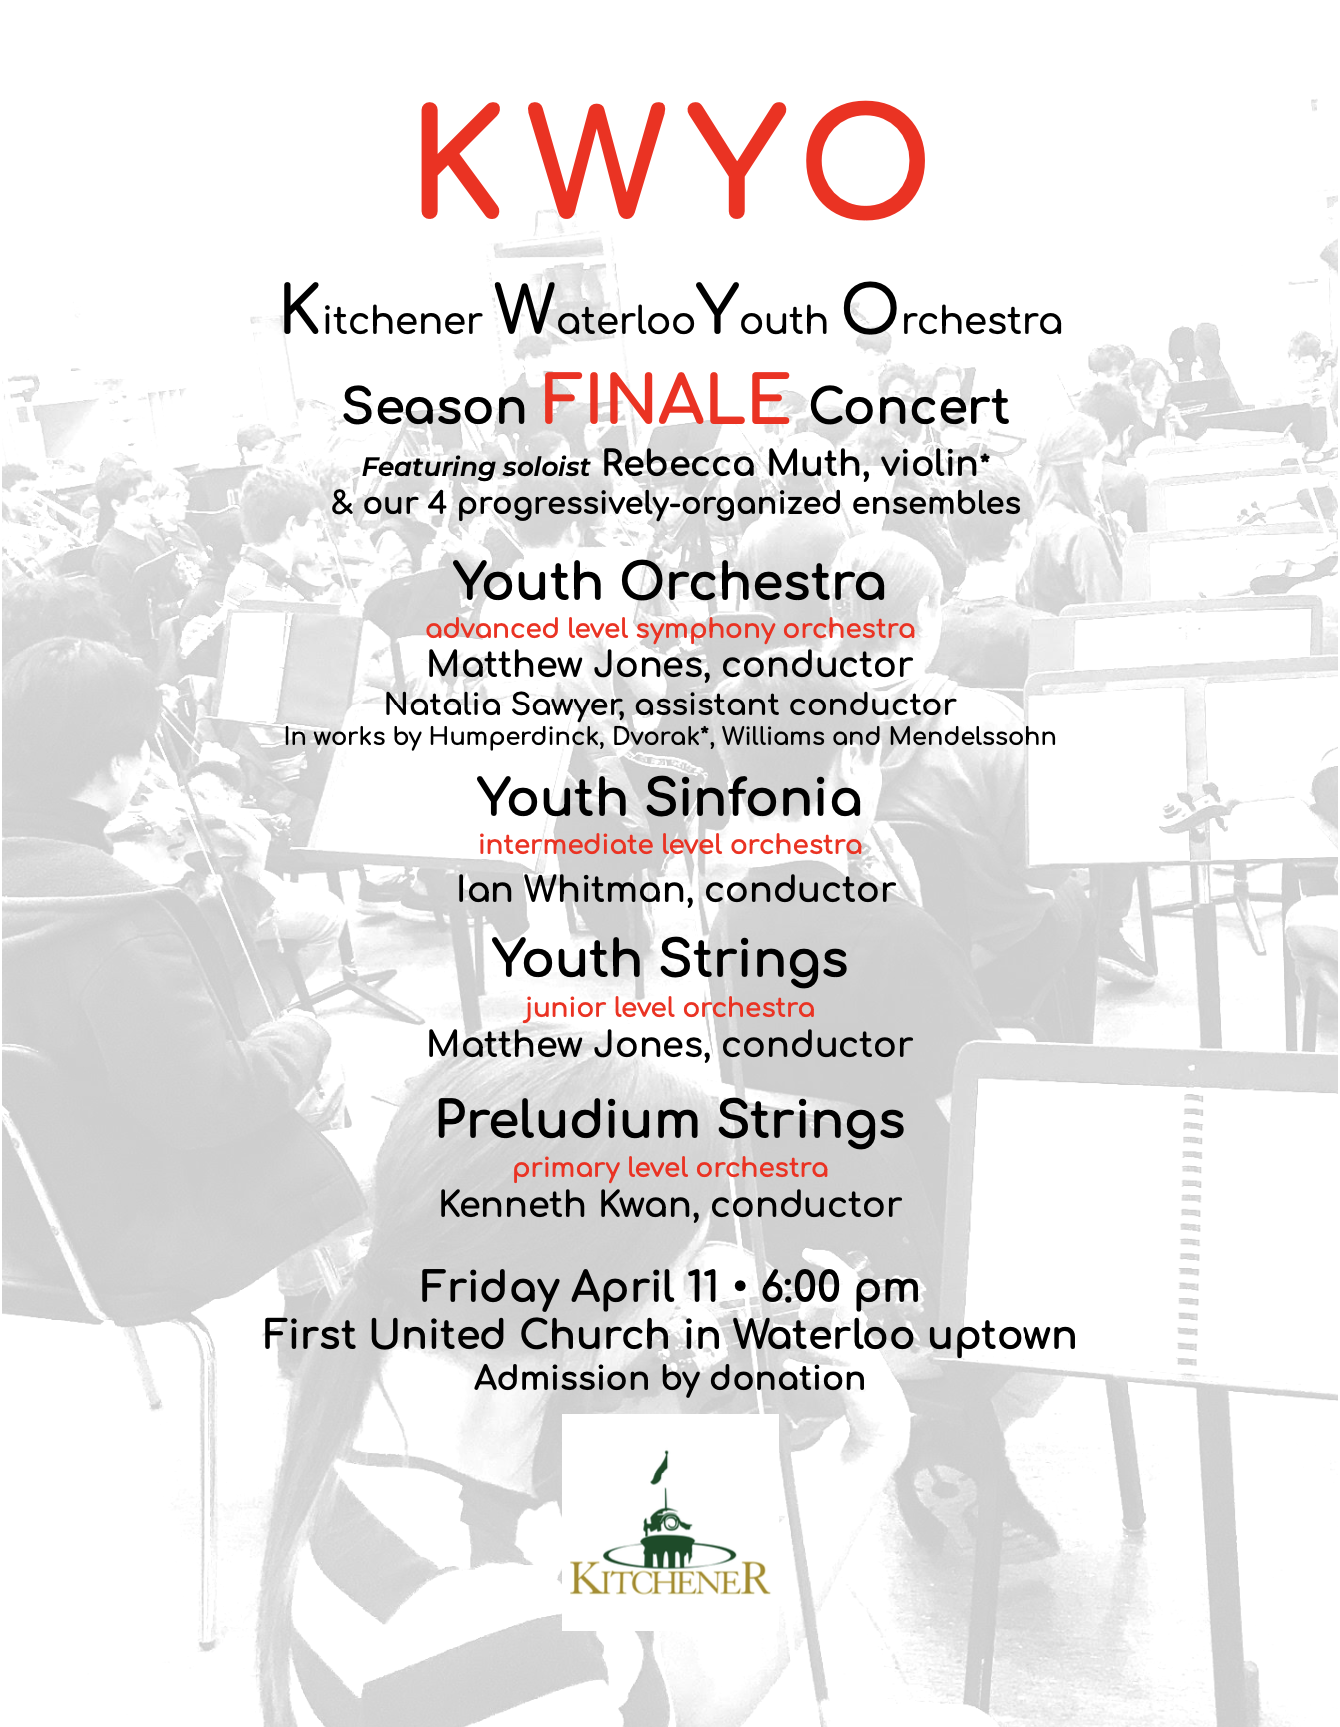 KWYO
Kitchener Waterloo Youth Orchestra
Season FINALE Concert
Featuring soloist Rebecca Muth, violin*
& our 4 progressively-organized ensembles
Youth Orchestra
advanced level symphony orchestra
Matthew Jones, conductor
Natalia Sawyer, assistant conductor
In works by Humperdinck, Dvorak*, Williams and Mendelssohn
Youth Sinfonia
intermediate level orchestra
Ian Whitman, conductor
Youth Strings
junior level orchestra
Matthew Jones, conductor
Preludium Strings
primary level orchestra
Kenneth Kwan, conductor
Friday April 11 • 6:00 pm
First United Church in Waterloo uptown
Admission by donation
KITCHENER